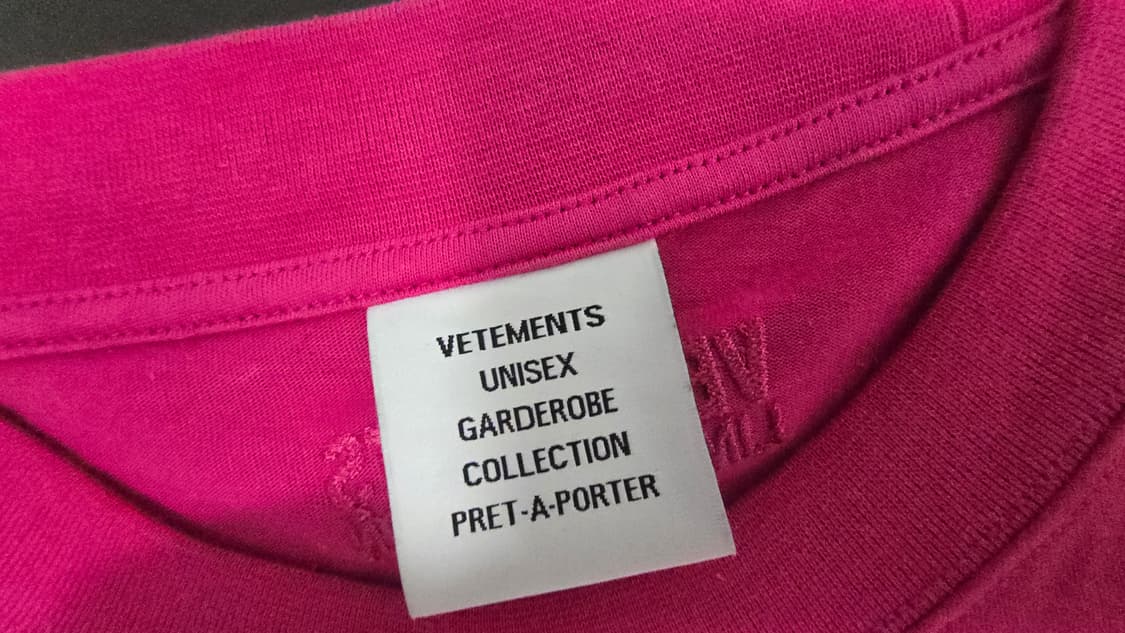 VETEMENTS
UNISEX
GARDEROBE
COLLECTION
PRET-A-PORTER